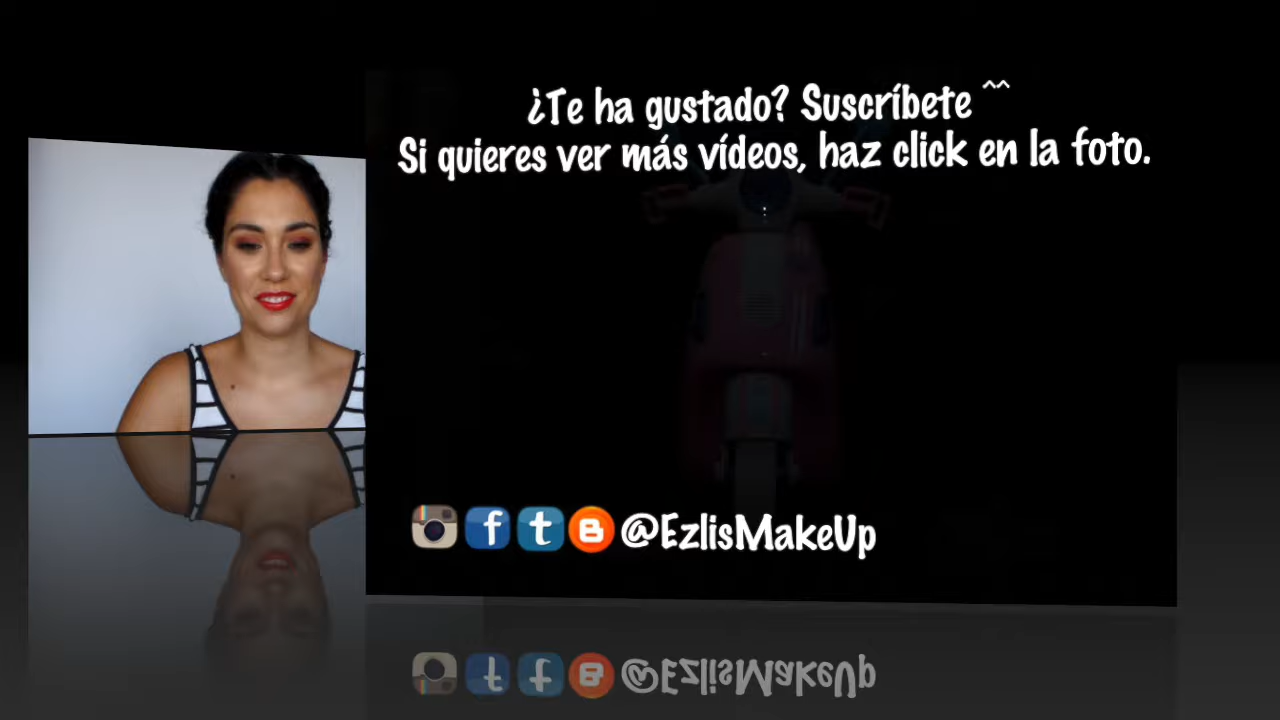 ¿Te ha gustado? Suscríbete ^^
Si quieres ver más vídeos, haz click en la foto.
@EzlisMakeUp